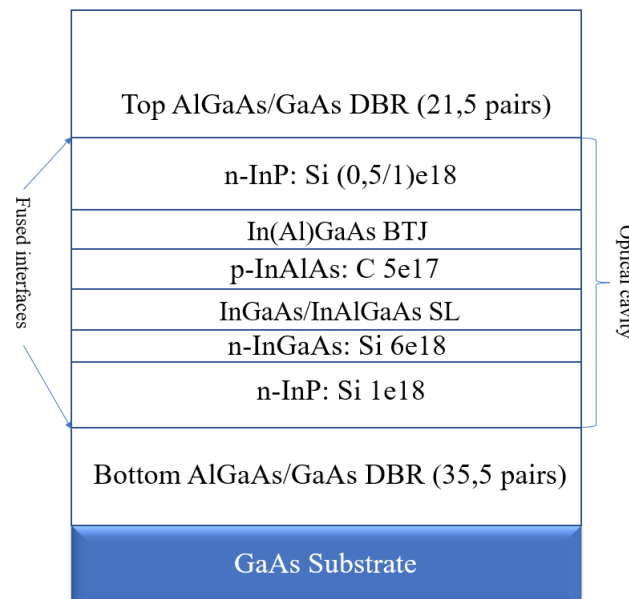 Top AlGaAs/GaAs DBR (21,5 pairs)
n-InP: Si (0,5/1)e18
In(Al)GaAs BTJ
p-InAlAs: C 5e17
InGaAs/InAlGaAs SL
n-InGaAs: Si 6e18
n-InP: Si 1e18
Bottom AlGaAs/GaAs DBR (35,5 pairs)
GaAs Substrate
Fused interfaces
Optical cavity